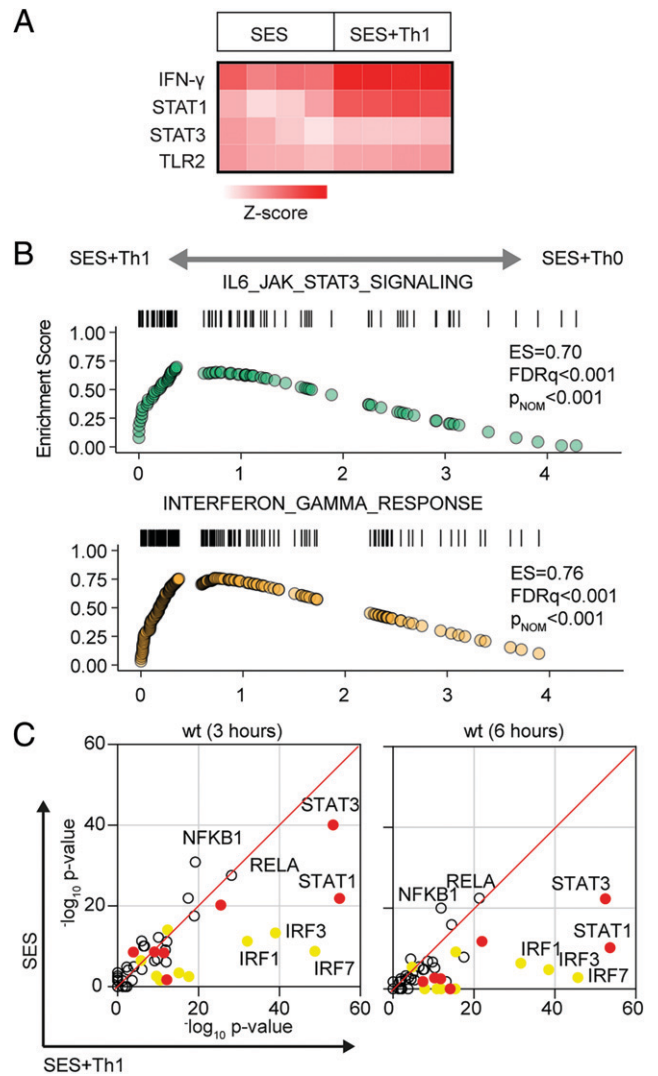 A
SES SES+Th1
IFN-γ
STAT1
STAT3
TLR2
Z-score
B
SES+Th1 SES+Th0
IL6_JAK_STAT3_SIGNALING
Enrichment Score
1.00
0.75
0.50
0.25
0.00
ES=0.70
FDRq<0.001
pNOM<0.001
0 1 2 3 4
INTERFERON_GAMMA_RESPONSE
1.00
0.75
0.50
0.25
0.00
ES=0.76
FDRq<0.001
pNOM<0.001
0 1 2 3 4
C
wt (3 hours) wt (6 hours)
SES
-log10 p-value
60
40
20
0
STAT3
NFKB1
RELA
STAT1
IRF3
IRF1
IRF7
0 20 40 60
-log10 p-value
RELA
NFKB1
STAT3
STAT1
IRF1
IRF3
IRF7
0 20 40 60
SES+Th1